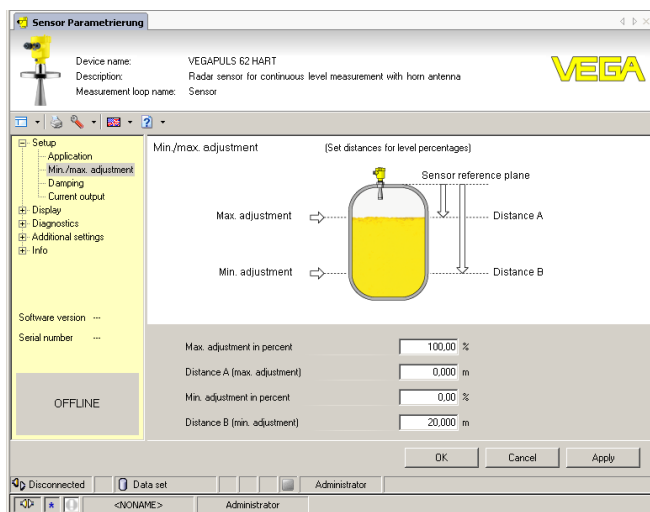 Sensor Parametrierung
Device name: VEGAPULS 62 HART
Description: Radar sensor for continuous level measurement with horn antenna
Measurement loop name: Sensor
VEGA
Setup
Application
Min./max. adjustment
Damping
Current output
Display
Diagnostics
Additional settings
Info
Software version ---
Serial number ---
OFFLINE
Min./max. adjustment (Set distances for level percentages)
Sensor reference plane
Max. adjustment
Distance A
Min. adjustment
Distance B
Max. adjustment in percent 100,00 %
Distance A (max. adjustment) 0,000 m
Min. adjustment in percent 0,00 %
Distance B (min. adjustment) 20,000 m
OK Cancel Apply
Disconnected Data set Administrator
<NONAME> Administrator